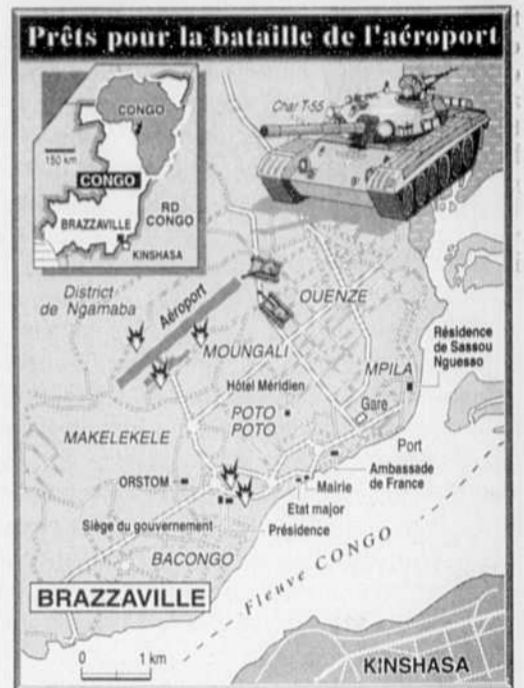 Prêts pour la bataille de l'aéroport
Char T-55
CONGO
150 km
CONGO
BRAZZAVILLE
RD
CONGO
KINSHASA
District
de Ngamaba
Aéroport
OUENZE
MOUNGALI
Résidence
de Sassou
Nguesso
MPILA
Hôtel Méridien
Gare
POTO
POTO
MAKELEKELE
Port
ORSTOM
Ambassade
de France
Mairie
Etat major
Siège du gouvernement
Présidence
BACONGO
Fleuve CONGO
BRAZZAVILLE
0
1 km
KINSHASA